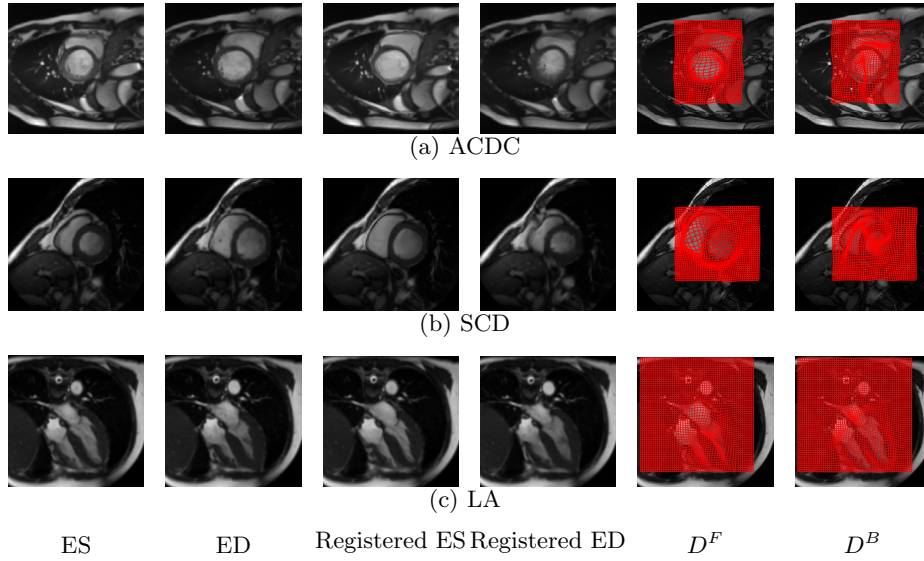 (a) ACDC
(b) SCD
(c) LA
ES ED Registered ES Registered ED D^F D^B